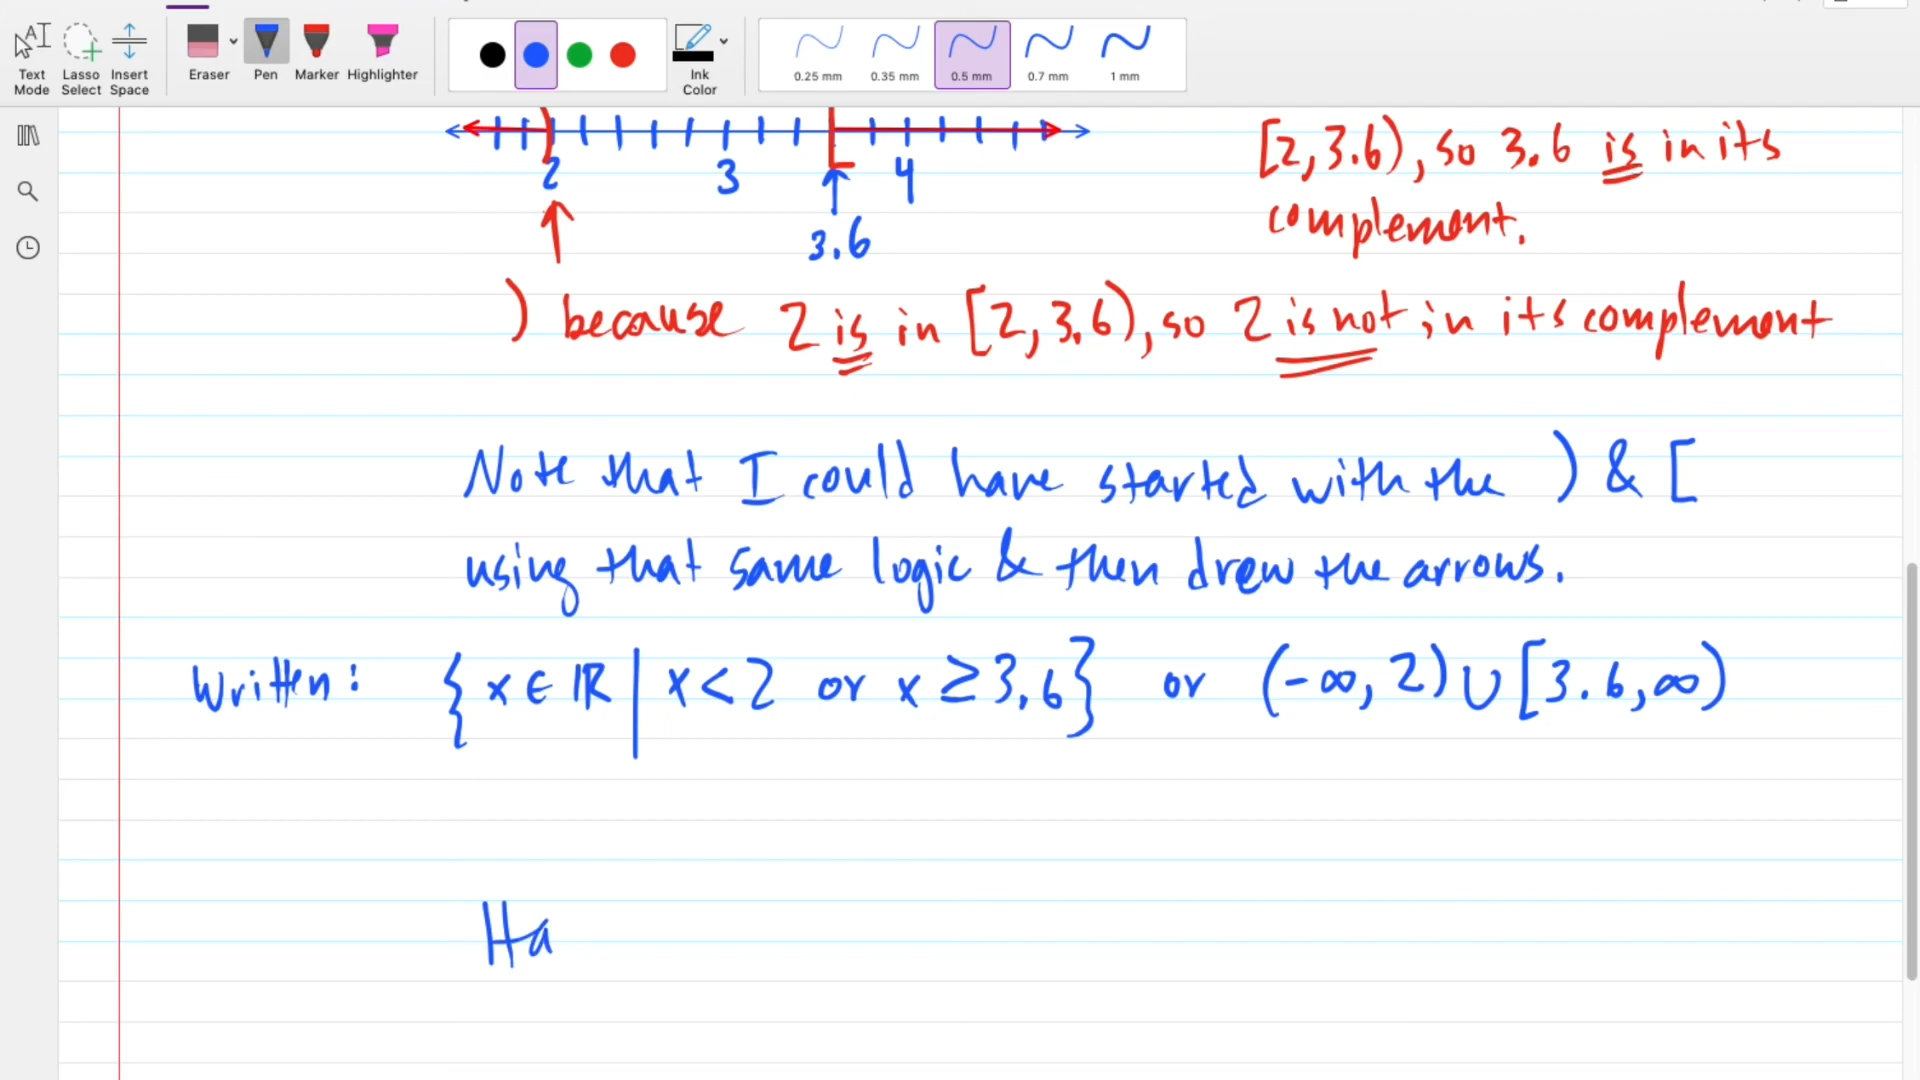 Text Mode
Lasso Select
Insert Space
Eraser
Pen
Marker
Highlighter
Ink Color
0.25 mm
0.35 mm
0.5 mm
0.7 mm
1 mm
2 3 4
3.6
[2, 3.6), so 3.6 is in its
complement.
) because 2 is in [2, 3.6), so 2 is not in its complement
Note that I could have started with the ) & [
using that same logic & then drew the arrows.
Written: {x ∈ ℝ | x < 2 or x ≥ 3.6} or (-∞, 2) ∪ [3.6, ∞)
Ha